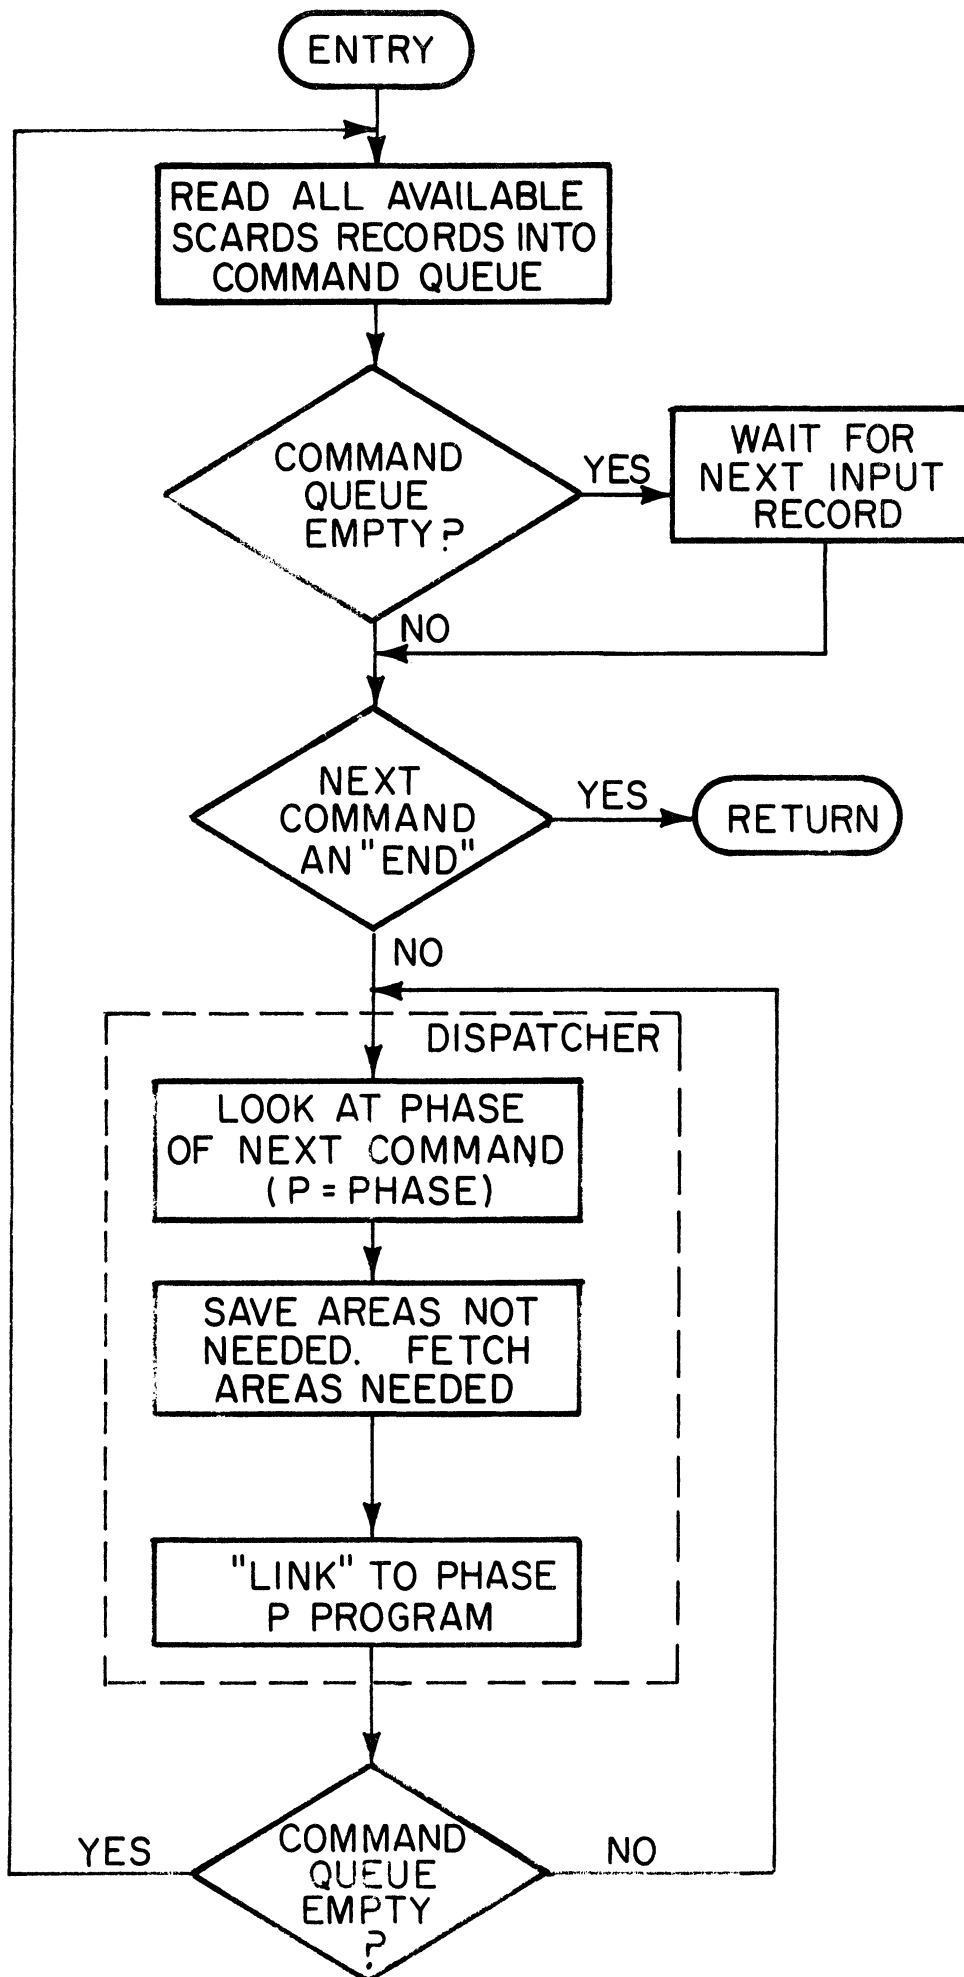 ENTRY
READ ALL AVAILABLE
SCARDS RECORDS INTO
COMMAND QUEUE
COMMAND
QUEUE
EMPTY?
YES
WAIT FOR
NEXT INPUT
RECORD
NO
NEXT
COMMAND
AN "END"
YES
RETURN
NO
DISPATCHER
LOOK AT PHASE
OF NEXT COMMAND
(P = PHASE)
SAVE AREAS NOT
NEEDED. FETCH
AREAS NEEDED
"LINK" TO PHASE
P PROGRAM
YES
COMMAND
QUEUE
EMPTY
?
NO